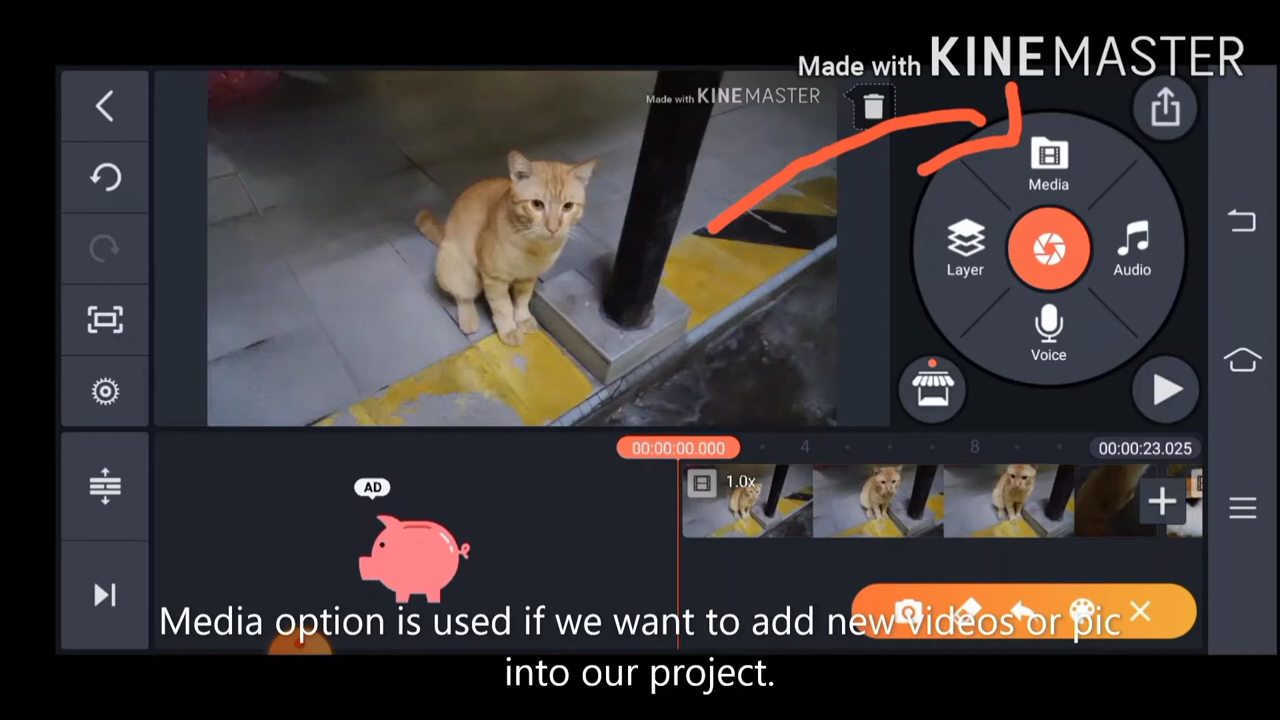 Made with KINEMASTER
Made with KINEMASTER
Media
Layer
Audio
Voice
00:00:00.000
4
8
00:00:23.025
1.0x
AD
Media option is used if we want to add new videos or pic
into our project.